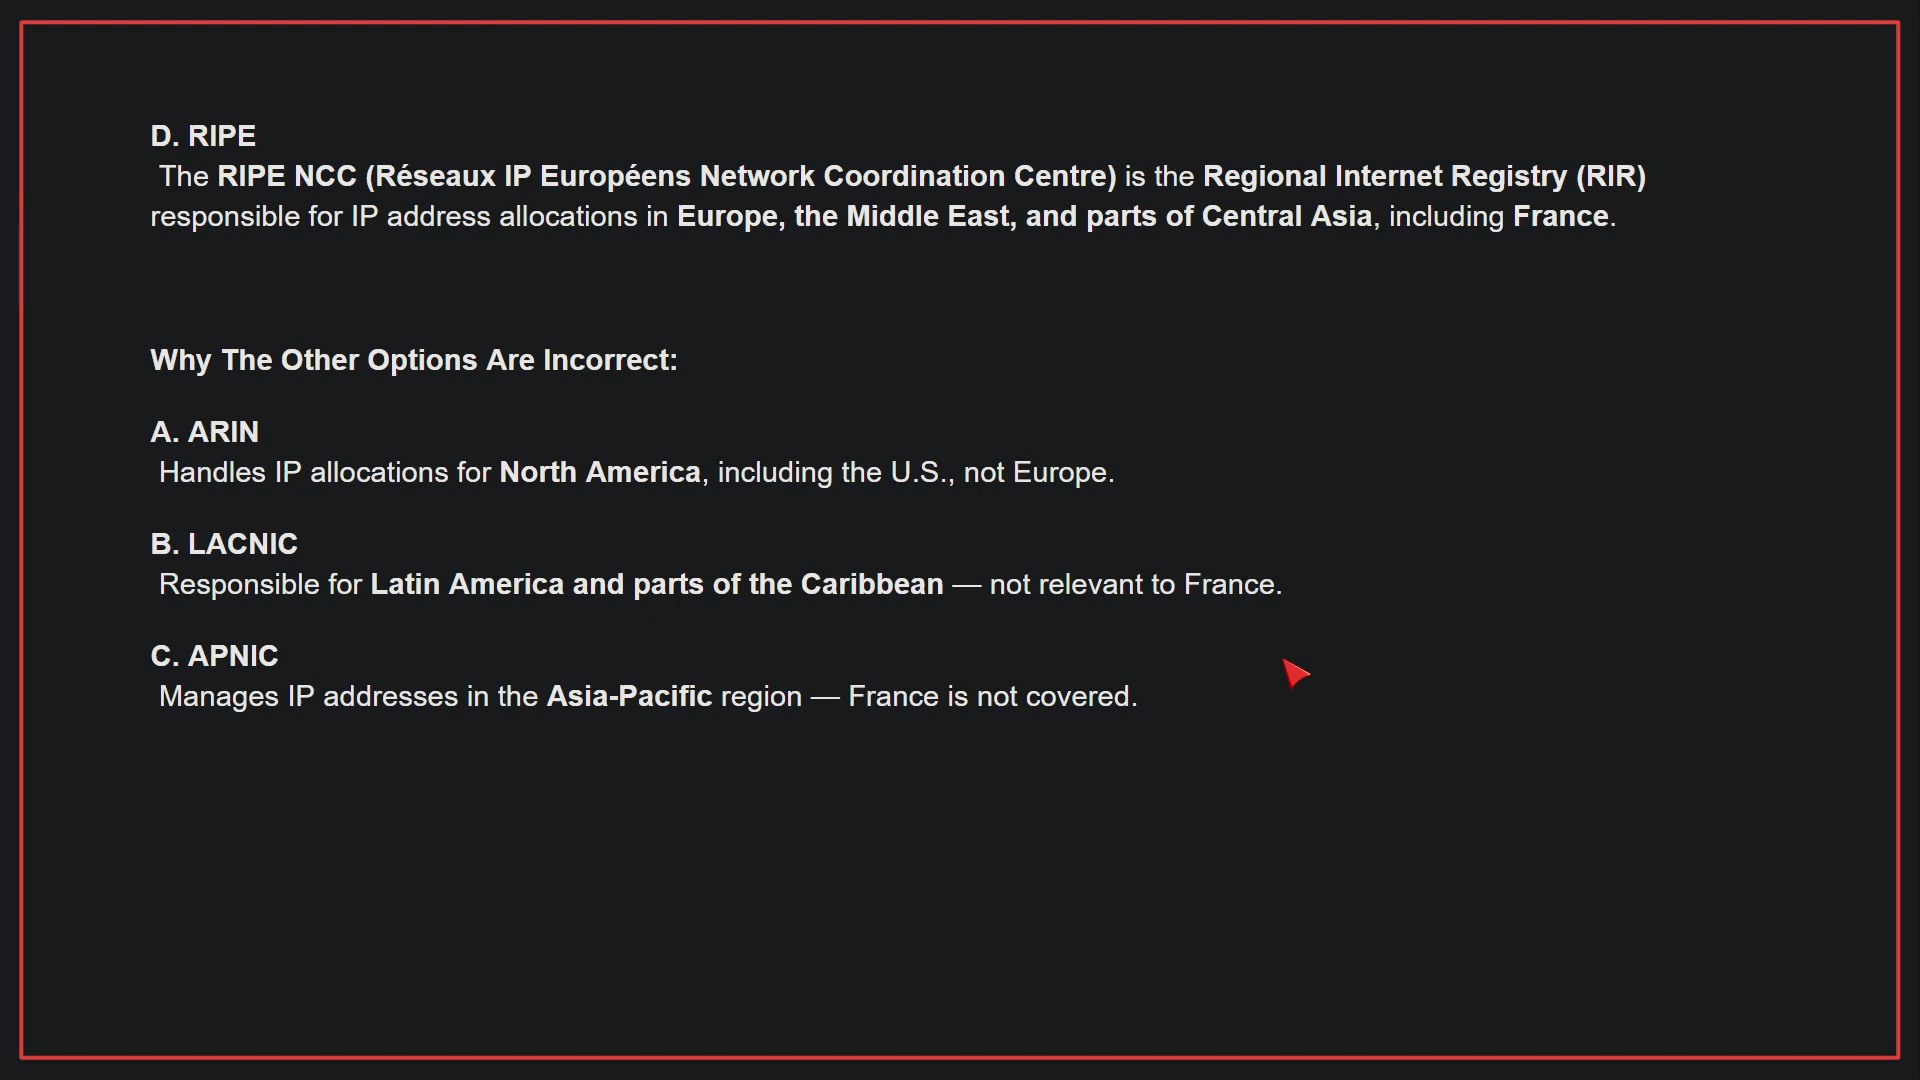 D. RIPE
The RIPE NCC (Réseaux IP Européens Network Coordination Centre) is the Regional Internet Registry (RIR)
responsible for IP address allocations in Europe, the Middle East, and parts of Central Asia, including France.
Why The Other Options Are Incorrect:
A. ARIN
Handles IP allocations for North America, including the U.S., not Europe.
B. LACNIC
Responsible for Latin America and parts of the Caribbean — not relevant to France.
C. APNIC
Manages IP addresses in the Asia-Pacific region — France is not covered.